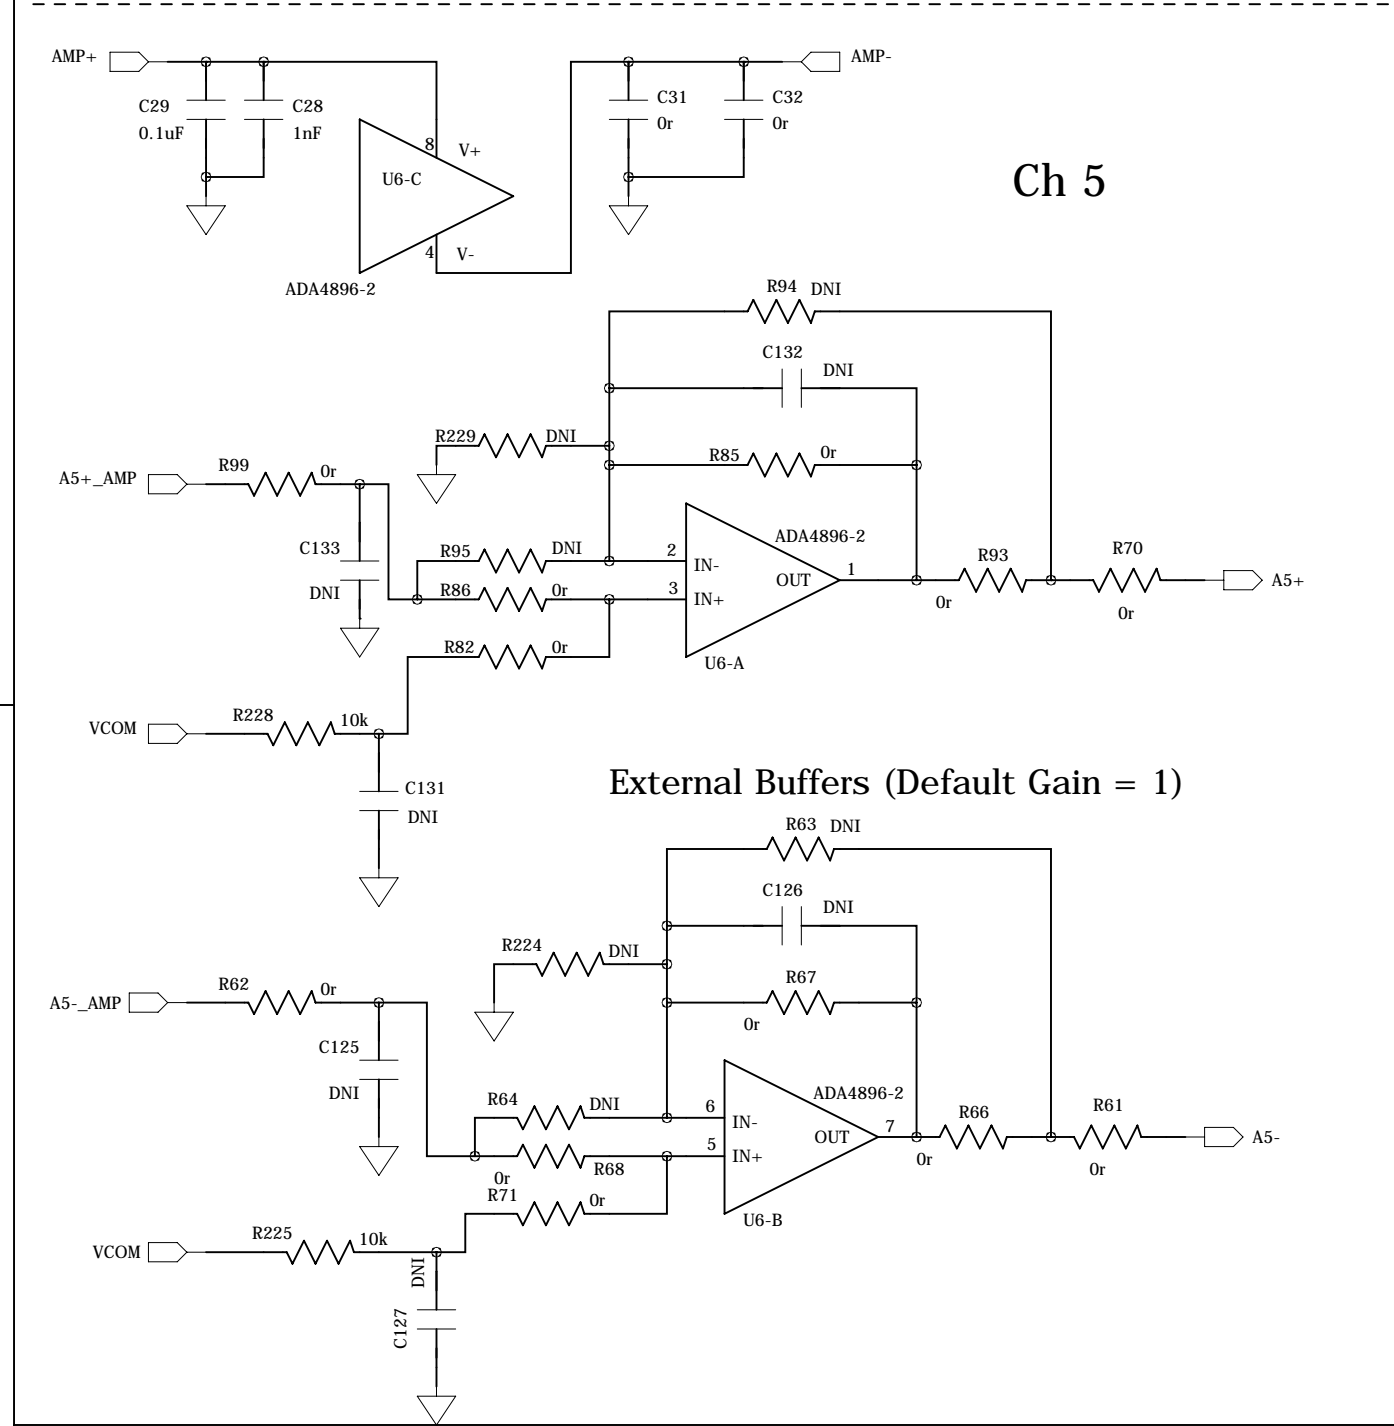 AMP+
AMP-
C29
0.1uF
C28
1nF
C31
0r
C32
0r
8
V+
U6-C
4
V-
ADA4896-2
Ch 5
R94
DNI
C132
DNI
R229
DNI
R85
0r
A5+_AMP
R99
0r
C133
DNI
R95
DNI
R86
0r
R82
0r
2
IN-
3
IN+
ADA4896-2
OUT
1
U6-A
R93
0r
R70
0r
A5+
VCOM
R228
10k
C131
DNI
External Buffers (Default Gain = 1)
R63
DNI
C126
DNI
R224
DNI
R67
0r
A5-_AMP
R62
0r
C125
DNI
R64
DNI
0r
R68
R71
0r
6
IN-
5
IN+
ADA4896-2
OUT
7
U6-B
R66
0r
R61
0r
A5-
VCOM
R225
10k
DNI
C127